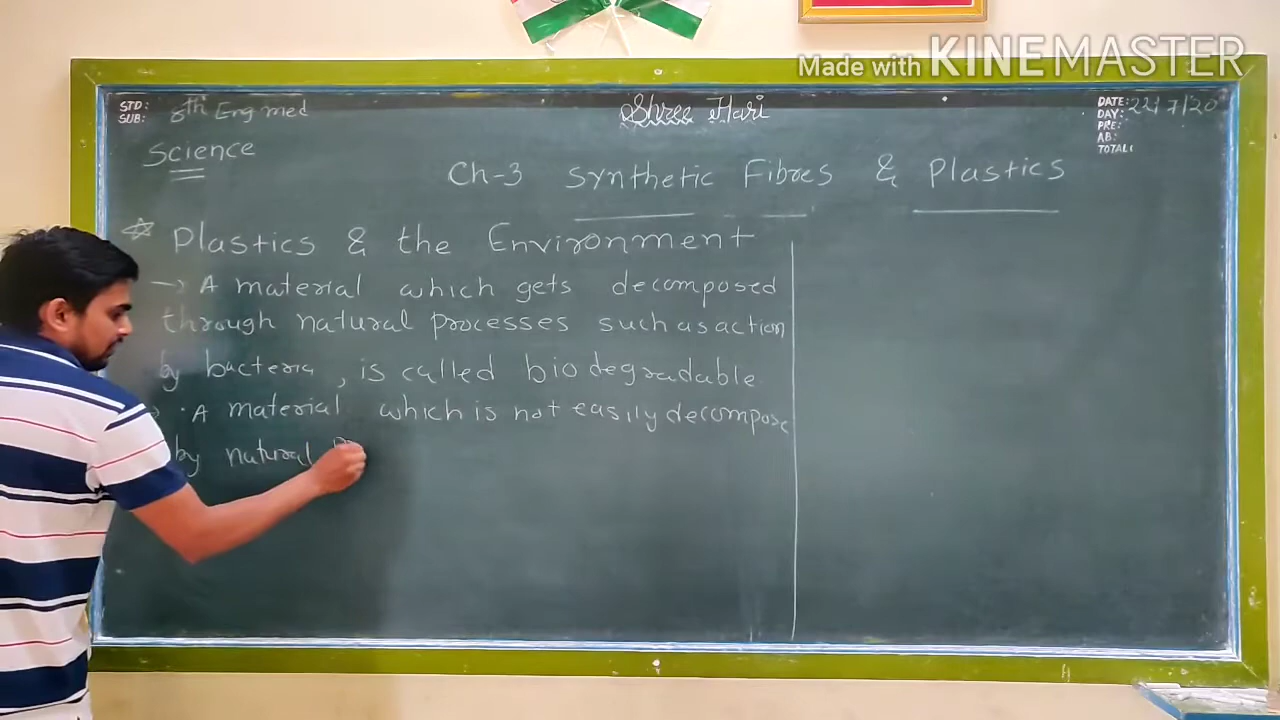 Made with KINEMASTER
STD: 8th Eng med
SUB:
Shree Hari
DATE: 22/7/20
DAY:
PRE:
AB:
TOTAL:
Science
Ch-3 Synthetic Fibres & Plastics
☆ Plastics & the Environment
→ A material which gets decomposed
through natural processes such as action
by bacteria, is called biodegradable
A material which is not easily decompose
by natural